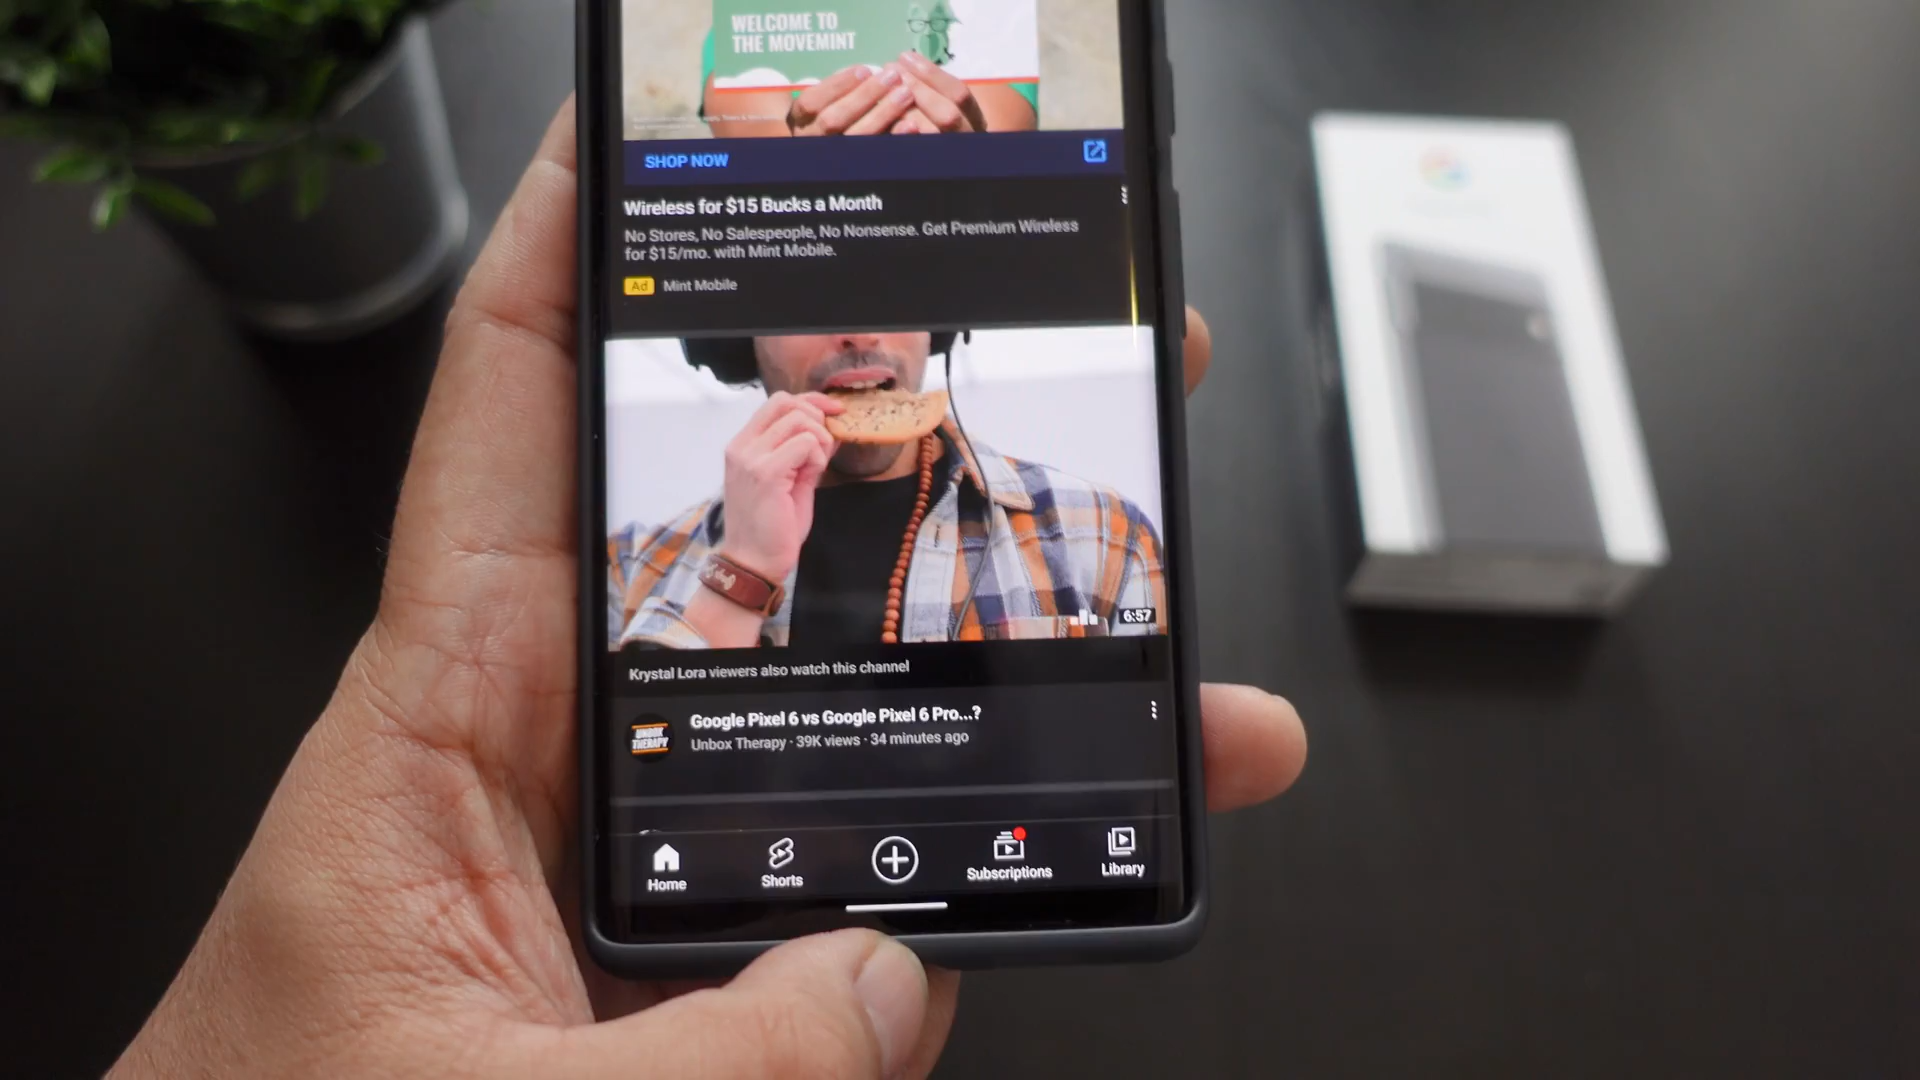 WELCOME TO
THE MOVEMINT
SHOP NOW
Wireless for $15 Bucks a Month
No Stores, No Salespeople, No Nonsense. Get Premium Wireless
for $15/mo. with Mint Mobile.
Ad Mint Mobile
6:57
Krystal Lora viewers also watch this channel
UNBOX
THERAPY
Google Pixel 6 vs Google Pixel 6 Pro...?
Unbox Therapy · 39K views · 34 minutes ago
Home
Shorts
Subscriptions
Library